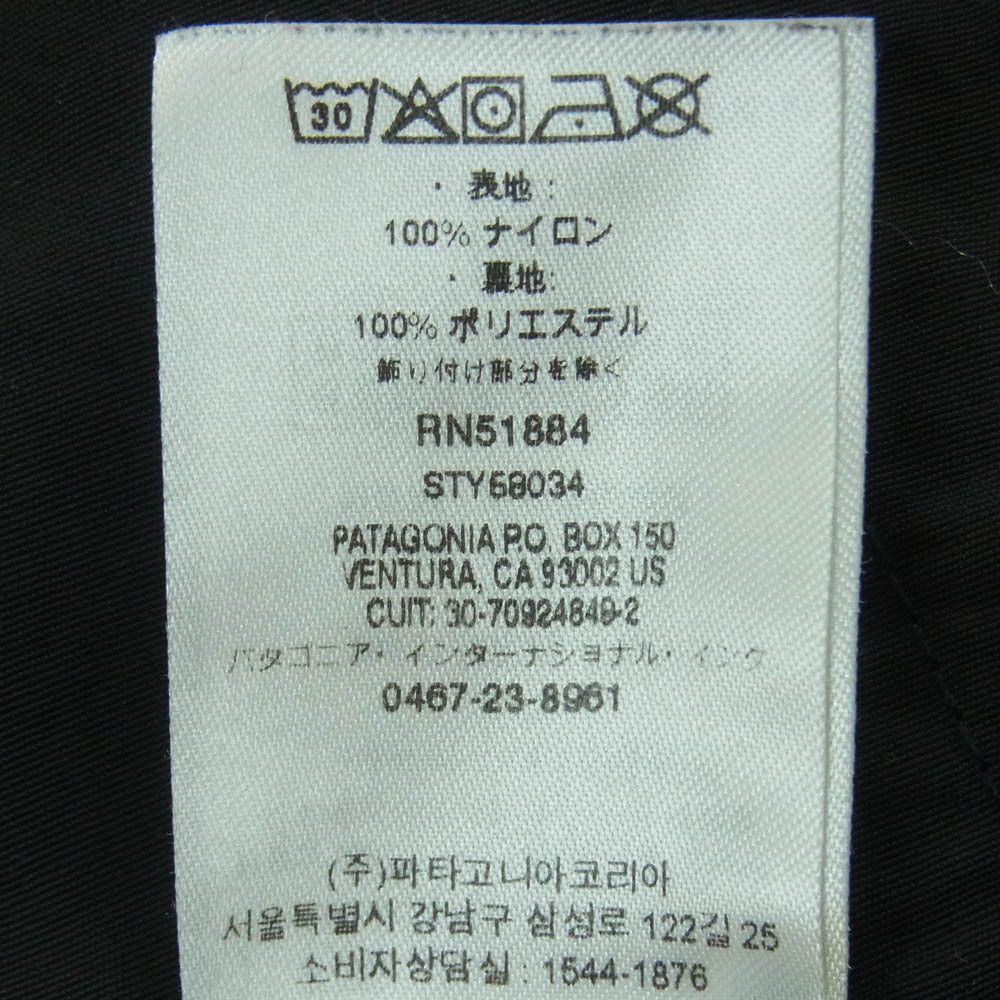 30
・表地:
100% ナイロン
・裏地:
100% ポリエステル
飾り付け部分を除く
RN51884
STY68034
PATAGONIA P.O. BOX 150
VENTURA, CA 93002 US
CUIT: 30-70924849-2
パタゴニア・インターナショナル・インク
0467-23-8961
(주)파타고니아코리아
서울특별시 강남구 삼성로 122길 25
소비자상담실 : 1544-1876